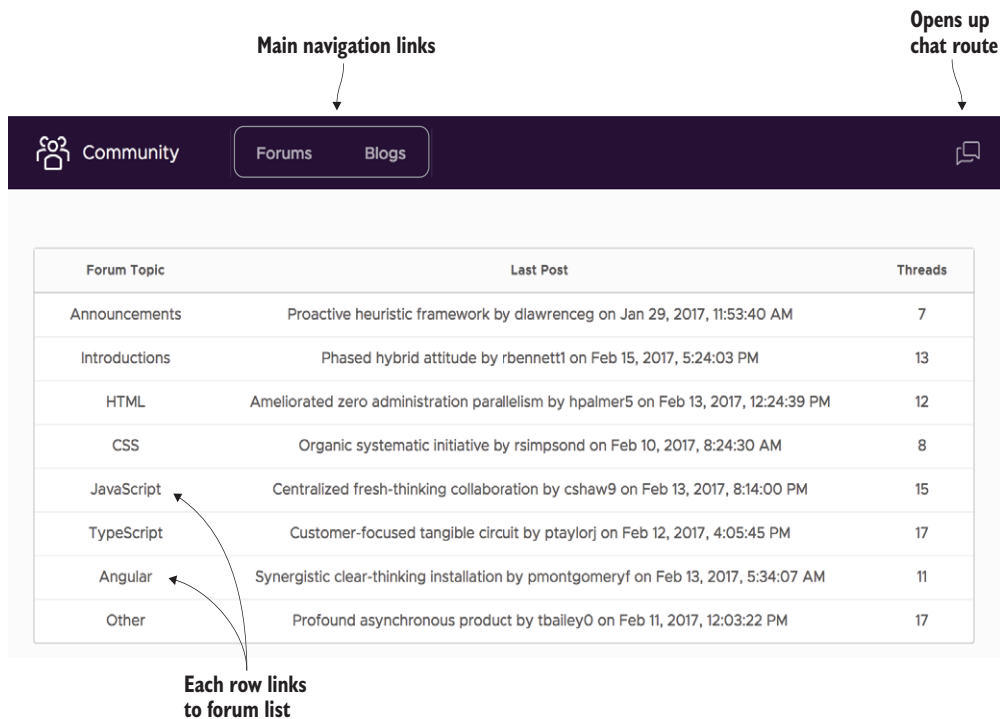 Opens up
chat route
Main navigation links
Community Forums Blogs
Forum Topic Last Post Threads
Announcements Proactive heuristic framework by dlawrenceg on Jan 29, 2017, 11:53:40 AM 7
Introductions Phased hybrid attitude by rbennett1 on Feb 15, 2017, 5:24:03 PM 13
HTML Ameliorated zero administration parallelism by hpalmer5 on Feb 13, 2017, 12:24:39 PM 12
CSS Organic systematic initiative by rsimpsond on Feb 10, 2017, 8:24:30 AM 8
JavaScript Centralized fresh-thinking collaboration by cshaw9 on Feb 13, 2017, 8:14:00 PM 15
TypeScript Customer-focused tangible circuit by ptaylorj on Feb 12, 2017, 4:05:45 PM 17
Angular Synergistic clear-thinking installation by pmontgomeryf on Feb 13, 2017, 5:34:07 AM 11
Other Profound asynchronous product by tbailey0 on Feb 11, 2017, 12:03:22 PM 17
Each row links
to forum list